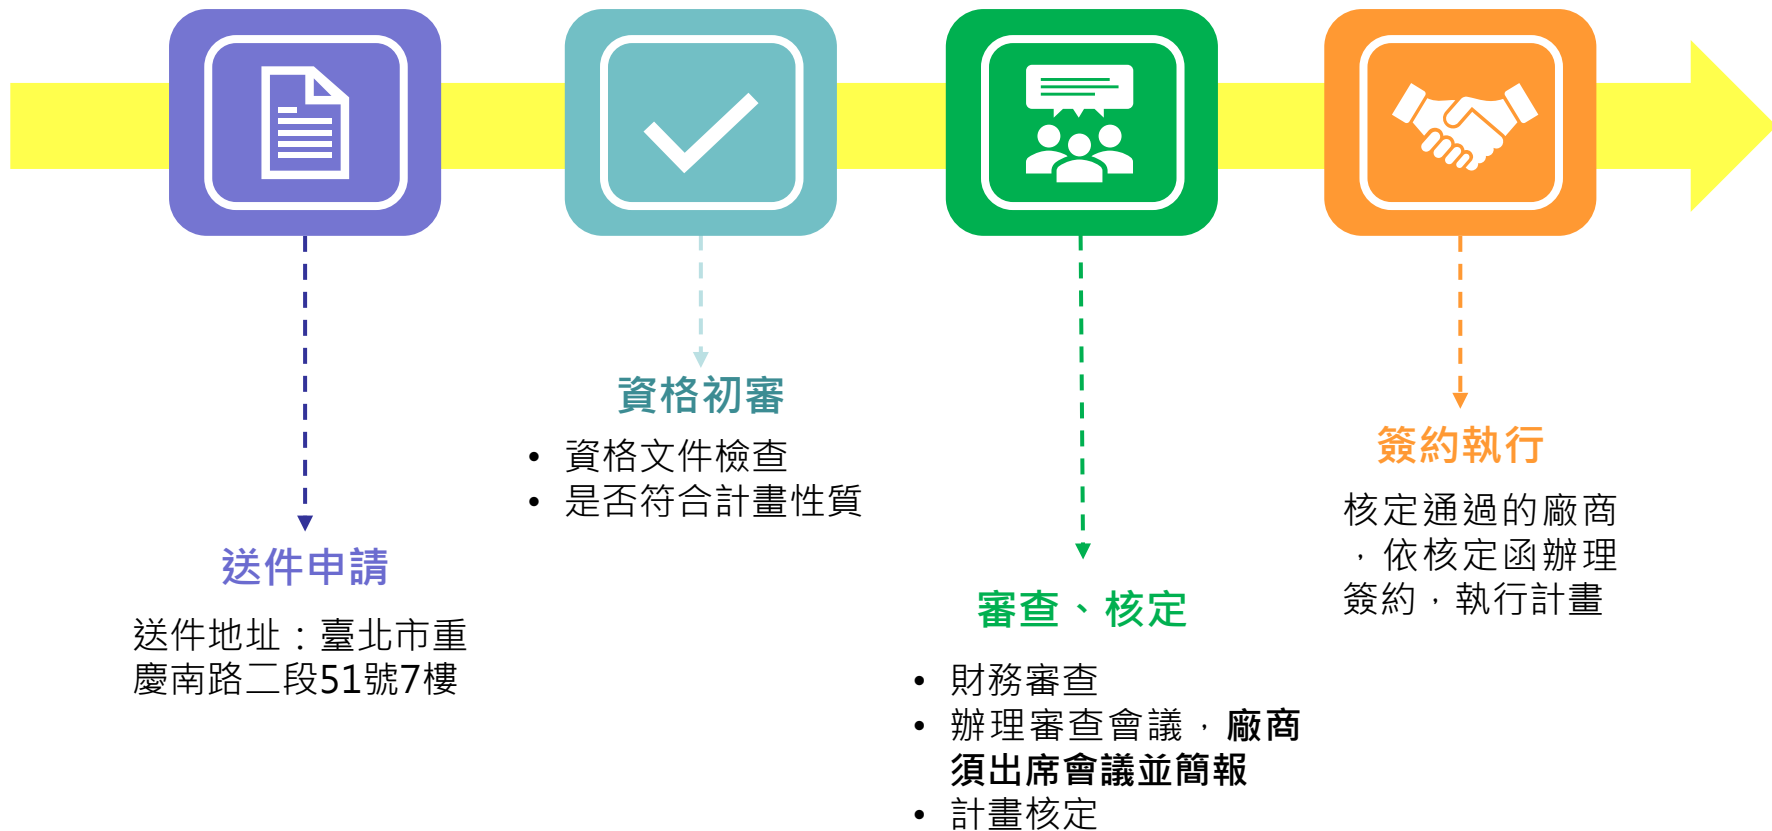 送件申請
送件地址：臺北市重
慶南路二段51號7樓
資格初審
• 資格文件檢查
• 是否符合計畫性質
審查、核定
• 財務審查
• 辦理審查會議，廠商
須出席會議並簡報
• 計畫核定
簽約執行
核定通過的廠商
，依核定函辦理
簽約，執行計畫